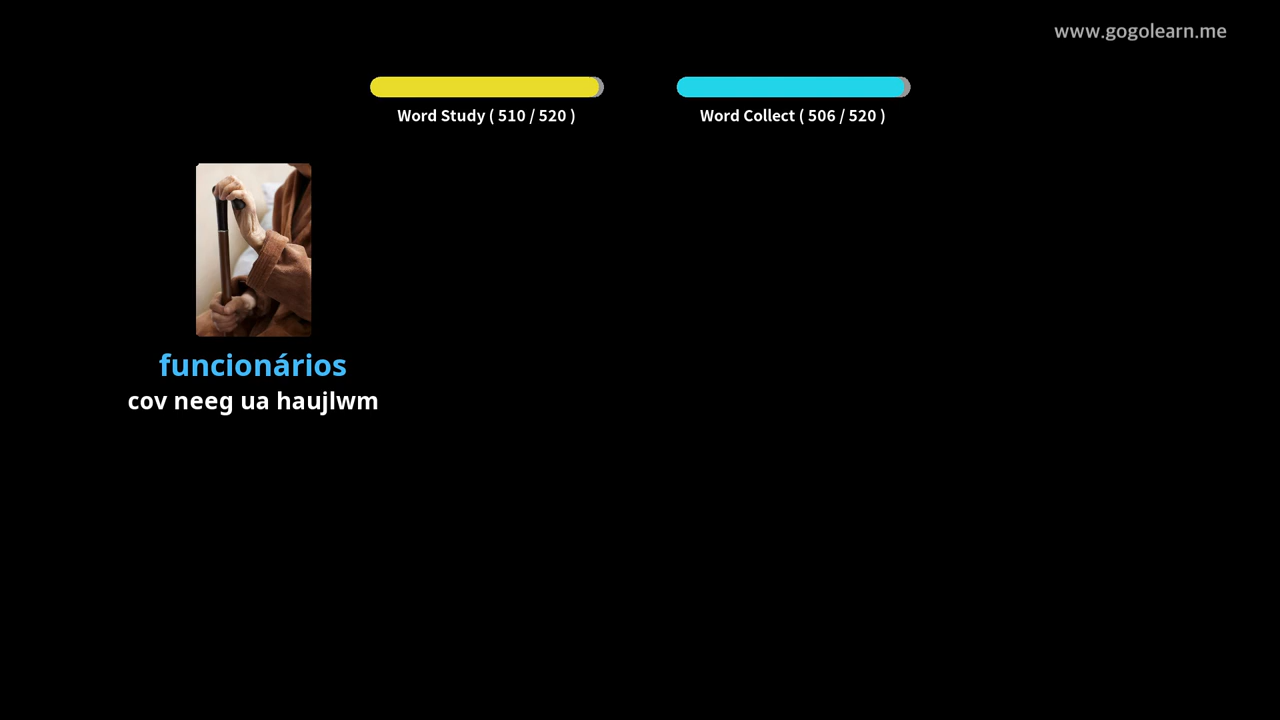 www.gogolearn.me
Word Study ( 510 / 520 )
Word Collect ( 506 / 520 )
funcionários
cov neeg ua haujlwm